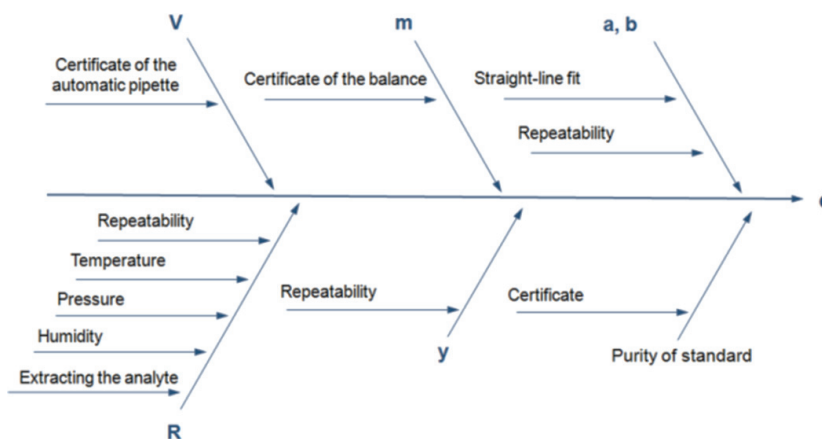 V
m
a, b
Certificate of the
automatic pipette
Certificate of the balance
Straight-line fit
Repeatability
Repeatability
Temperature
Pressure
Humidity
Extracting the analyte
R
Repeatability
y
Certificate
Purity of standard